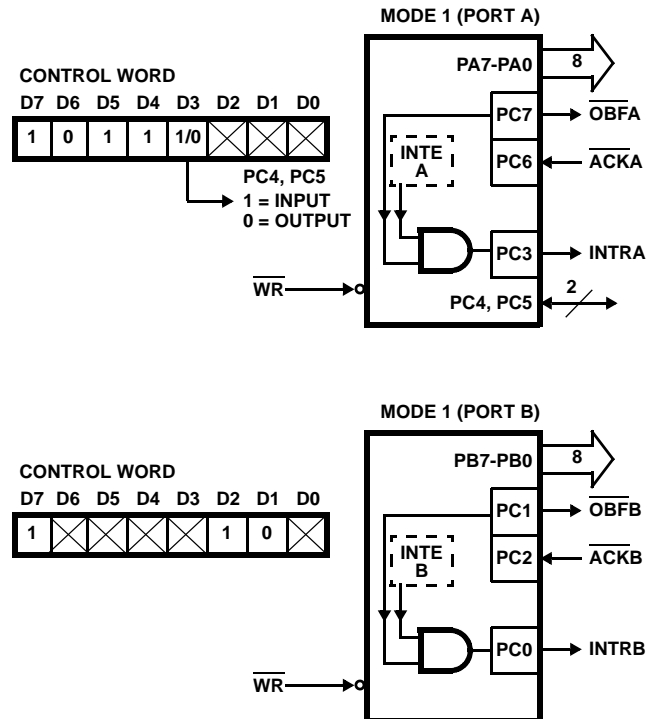 MODE 1 (PORT A)
CONTROL WORD
D7 D6 D5 D4 D3 D2 D1 D0
1 0 1 1 1/0
PC4, PC5
1 = INPUT
0 = OUTPUT
PA7-PA0
8
PC7
OBFA
INTE
A
PC6
ACKA
PC3
INTRA
WR
PC4, PC5
2
MODE 1 (PORT B)
CONTROL WORD
D7 D6 D5 D4 D3 D2 D1 D0
1 1 0
PB7-PB0
8
PC1
OBFB
INTE
B
PC2
ACKB
PC0
INTRB
WR